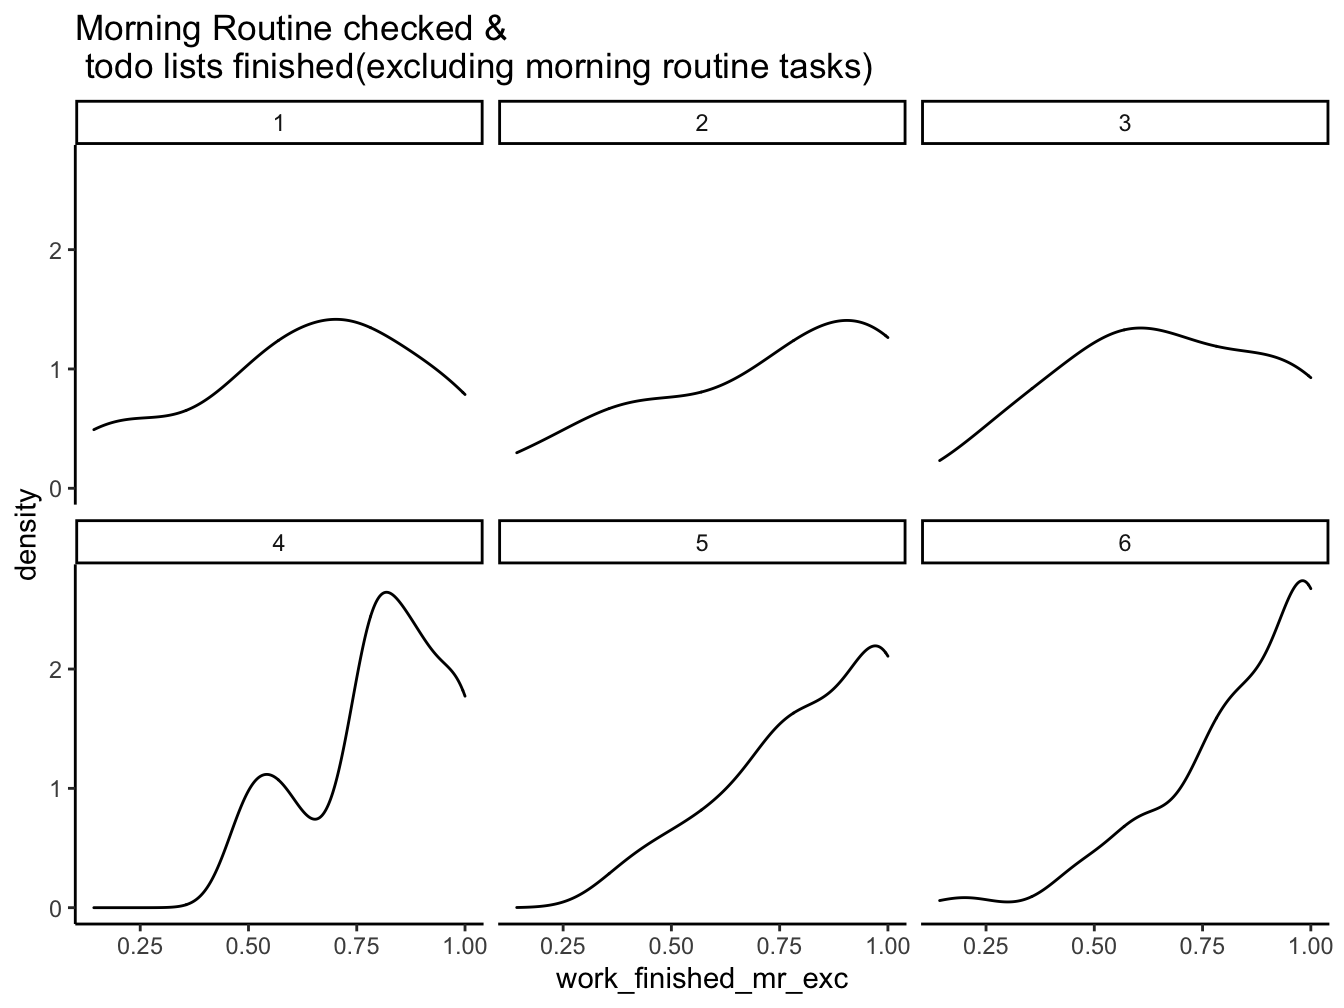 Morning Routine checked &
todo lists finished(excluding morning routine tasks)
1
2
3
2
1
0
density
4
5
6
2
1
0
0.25 0.50 0.75 1.00
0.25 0.50 0.75 1.00
0.25 0.50 0.75 1.00
work_finished_mr_exc